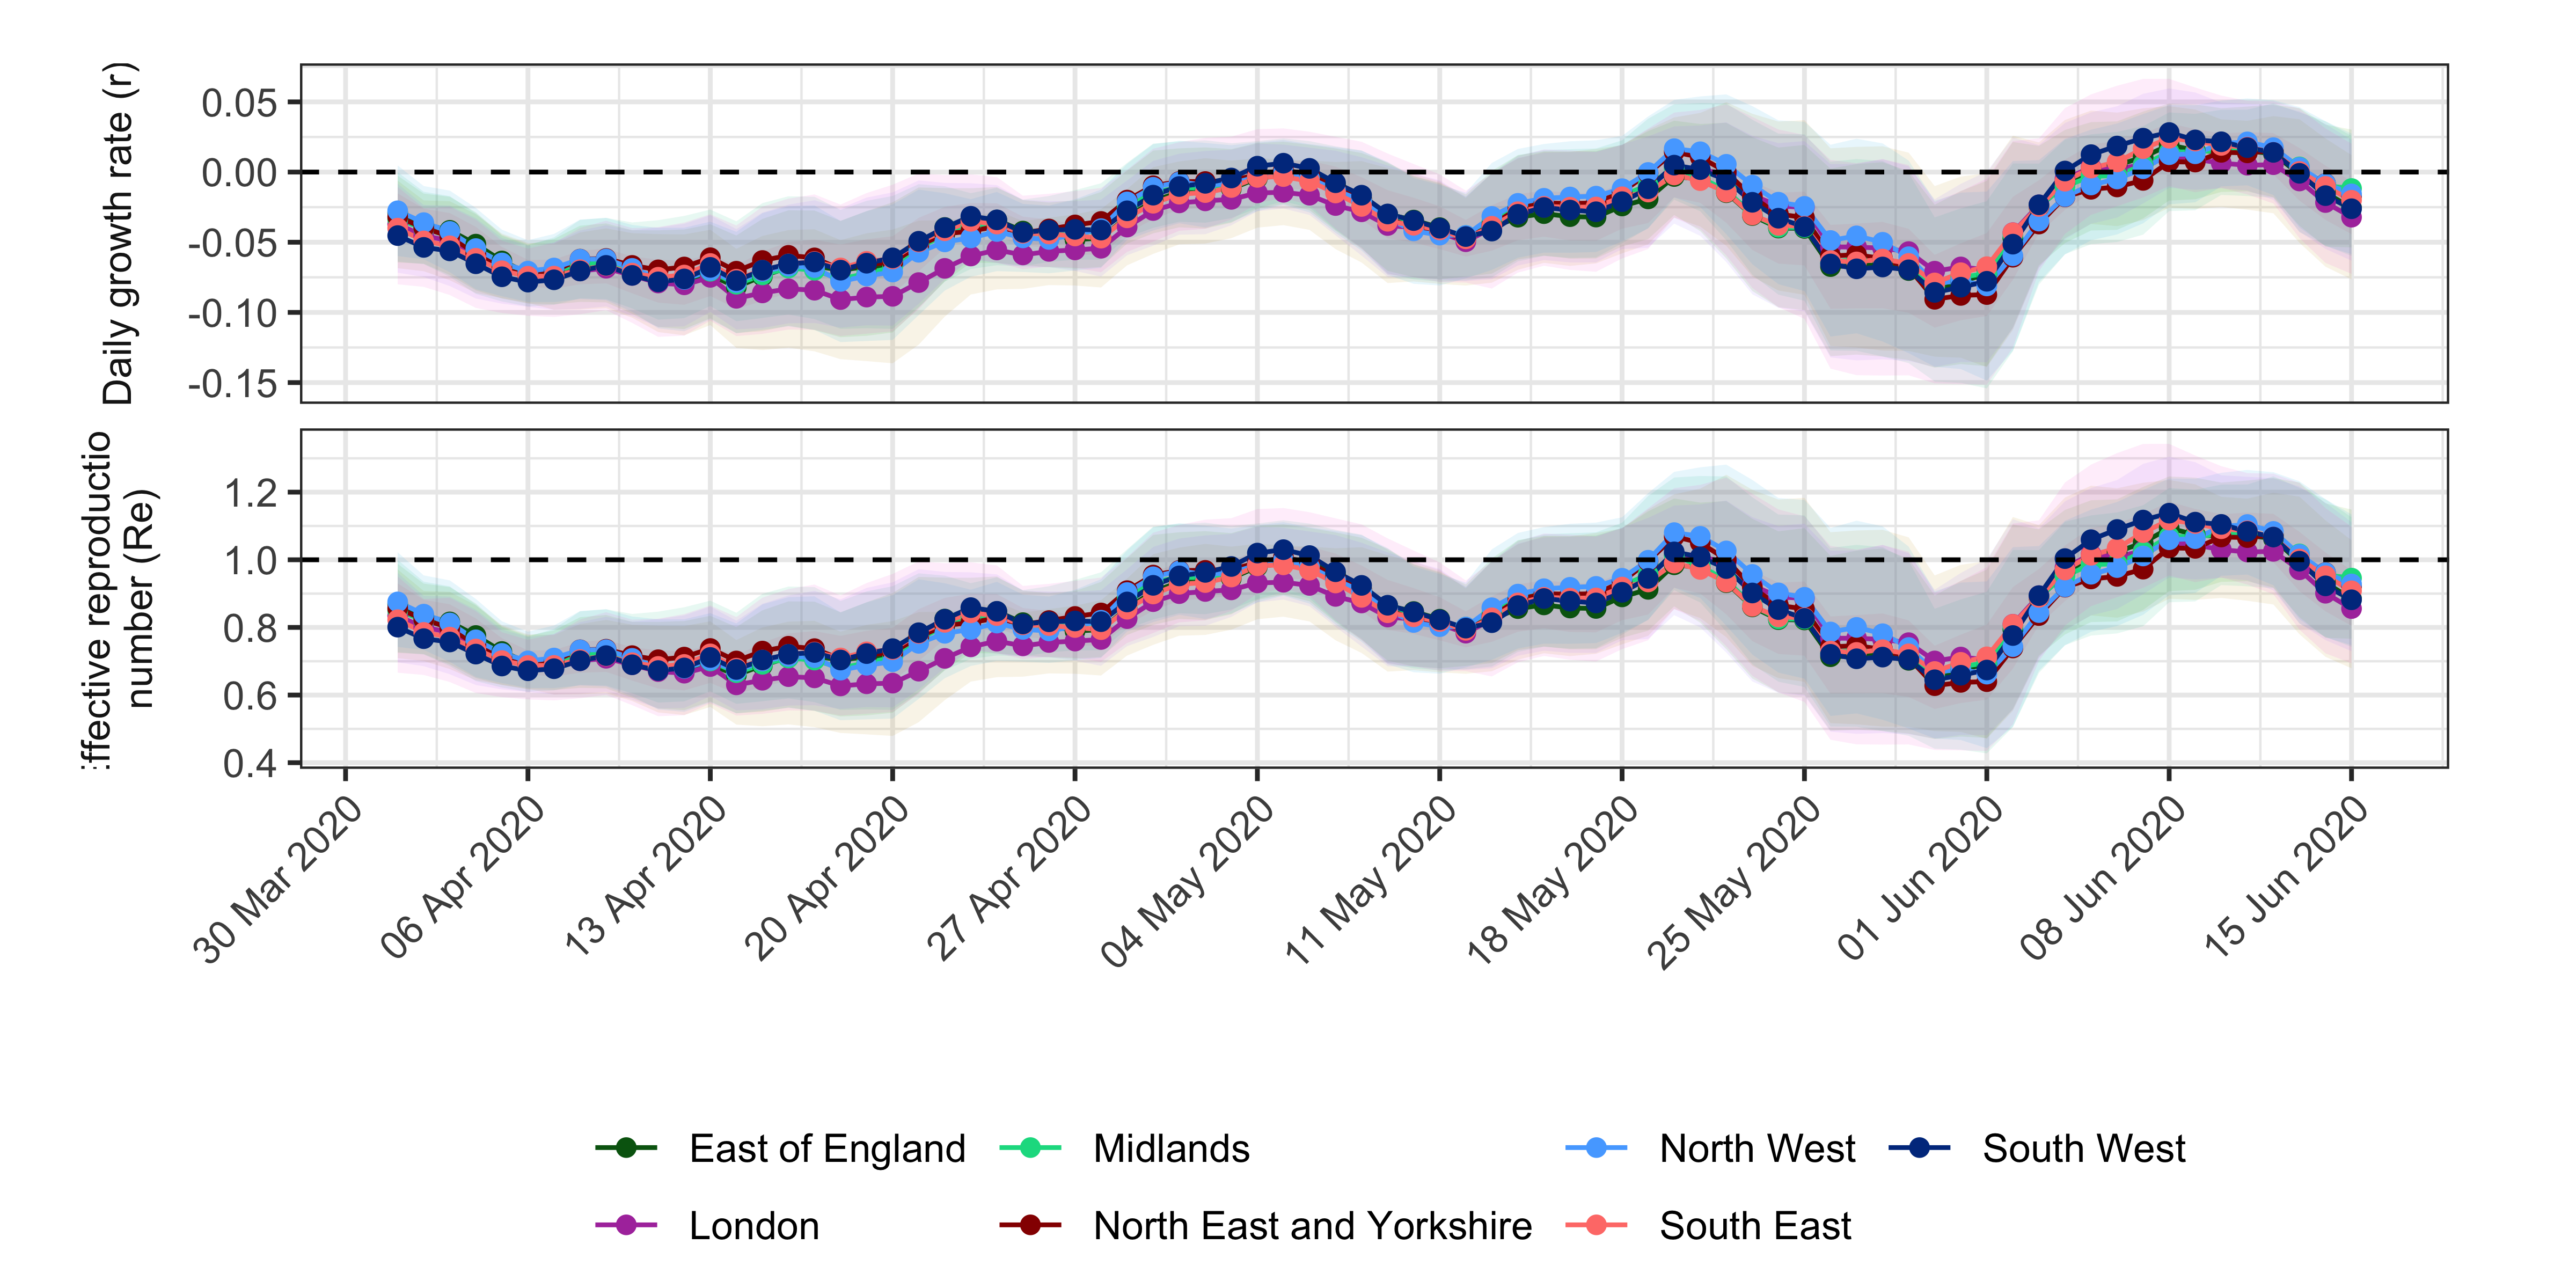 Daily growth rate (r)
0.05
0.00
-0.05
-0.10
-0.15
ffective reproductio
number (Re)
1.2
1.0
0.8
0.6
0.4
30 Mar 2020
06 Apr 2020
13 Apr 2020
20 Apr 2020
27 Apr 2020
04 May 2020
11 May 2020
18 May 2020
25 May 2020
01 Jun 2020
08 Jun 2020
15 Jun 2020
East of England
Midlands
North West
South West
London
North East and Yorkshire
South East